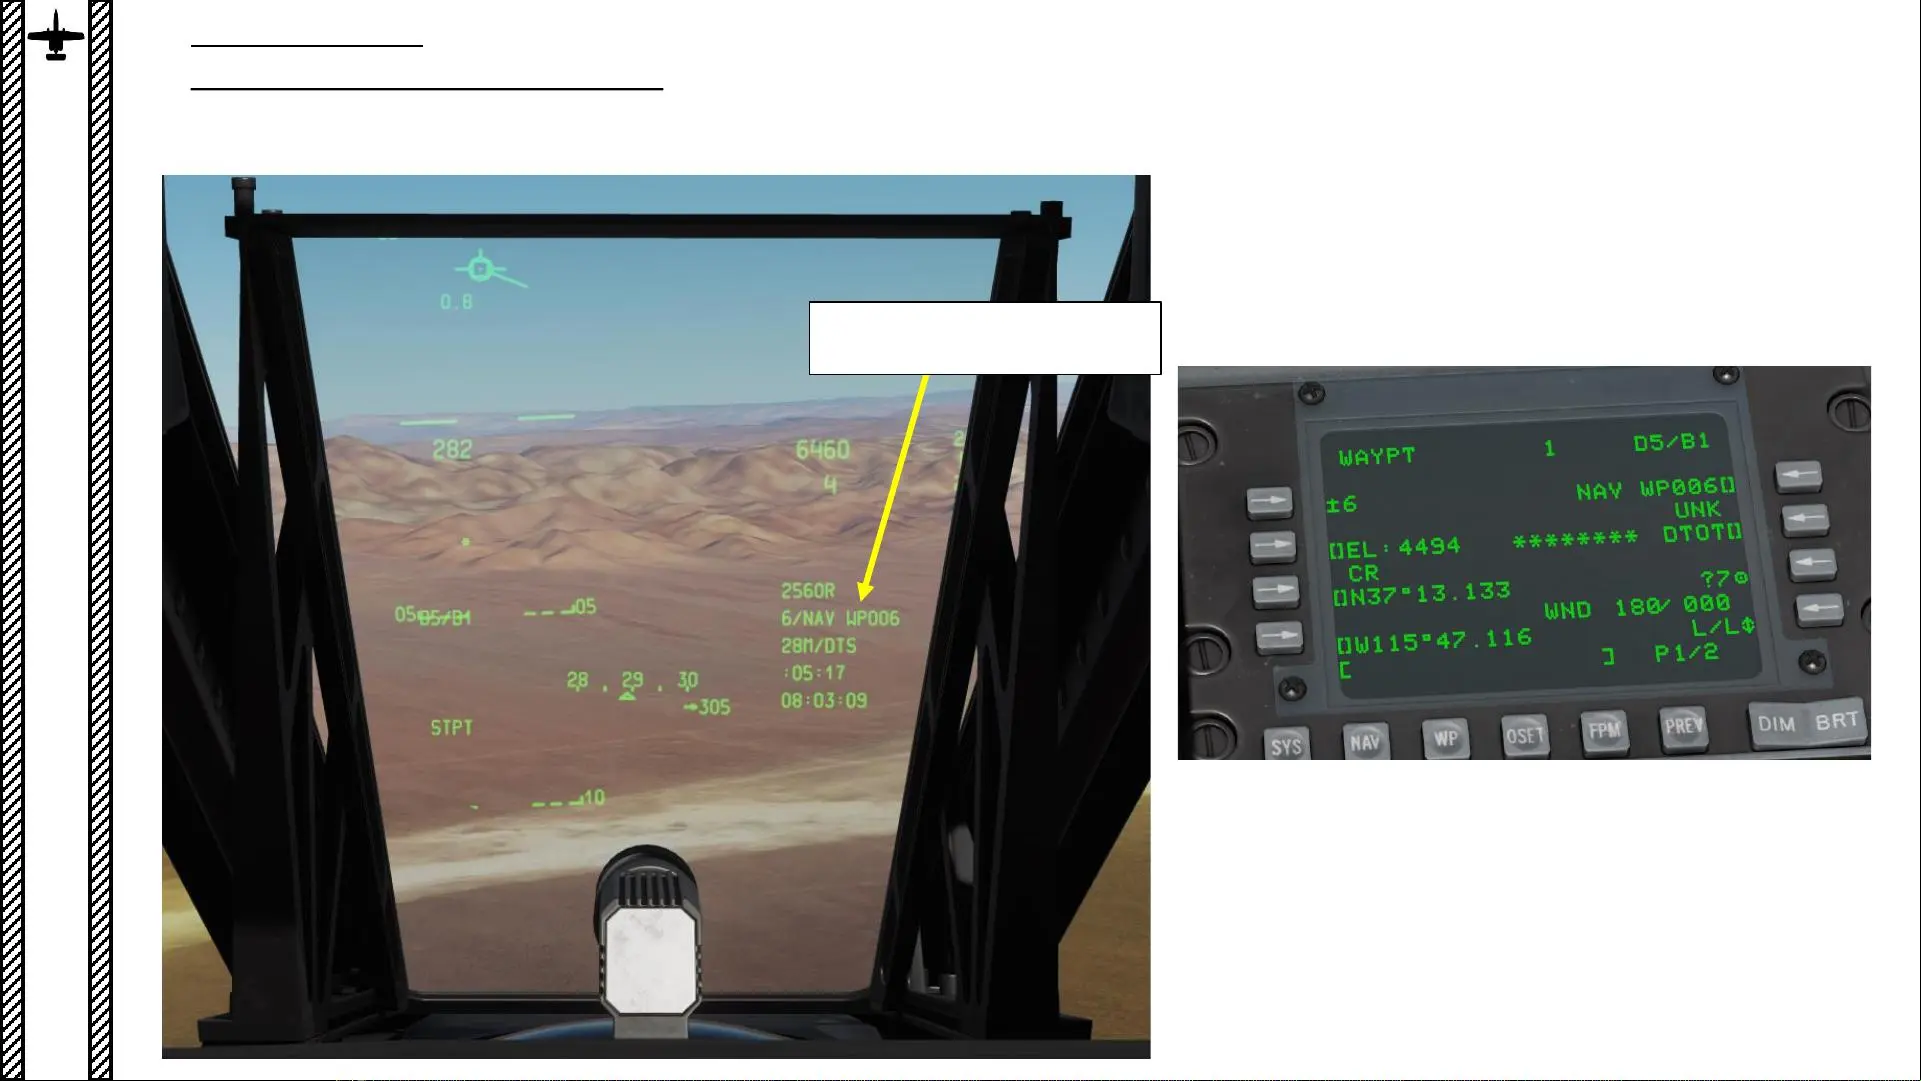 0.8
282
6460
4
2560R
05
D5/B1
05
6/NAV WP006
28M/DTS
:05:17
28 . 29 . 30
305
08:03:09
STPT
10
WAYPT 1 D5/B1
±6 NAV WP006[]
UNK
[]EL:4494 ******** DTOT[]
CR ?7
[]N37°13.133
WND 180/ 000
[]W115°47.116 L/L
[ ] P1/2
SYS NAV WP OSET FPM PREV DIM BRT